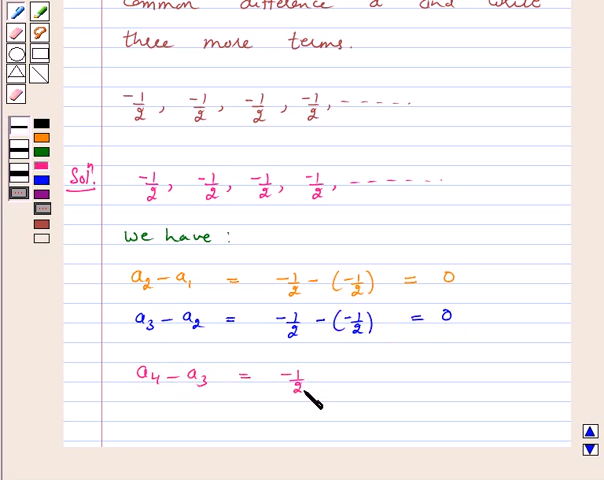 common difference d and write
three more terms.
-1/2, -1/2, -1/2, -1/2, - - - - - -
Solⁿ. -1/2, -1/2, -1/2, -1/2, - - - - - - -
we have :
a₂ - a₁ = -1/2 - (-1/2) = 0
a₃ - a₂ = -1/2 - (-1/2) = 0
a₄ - a₃ = -1/2